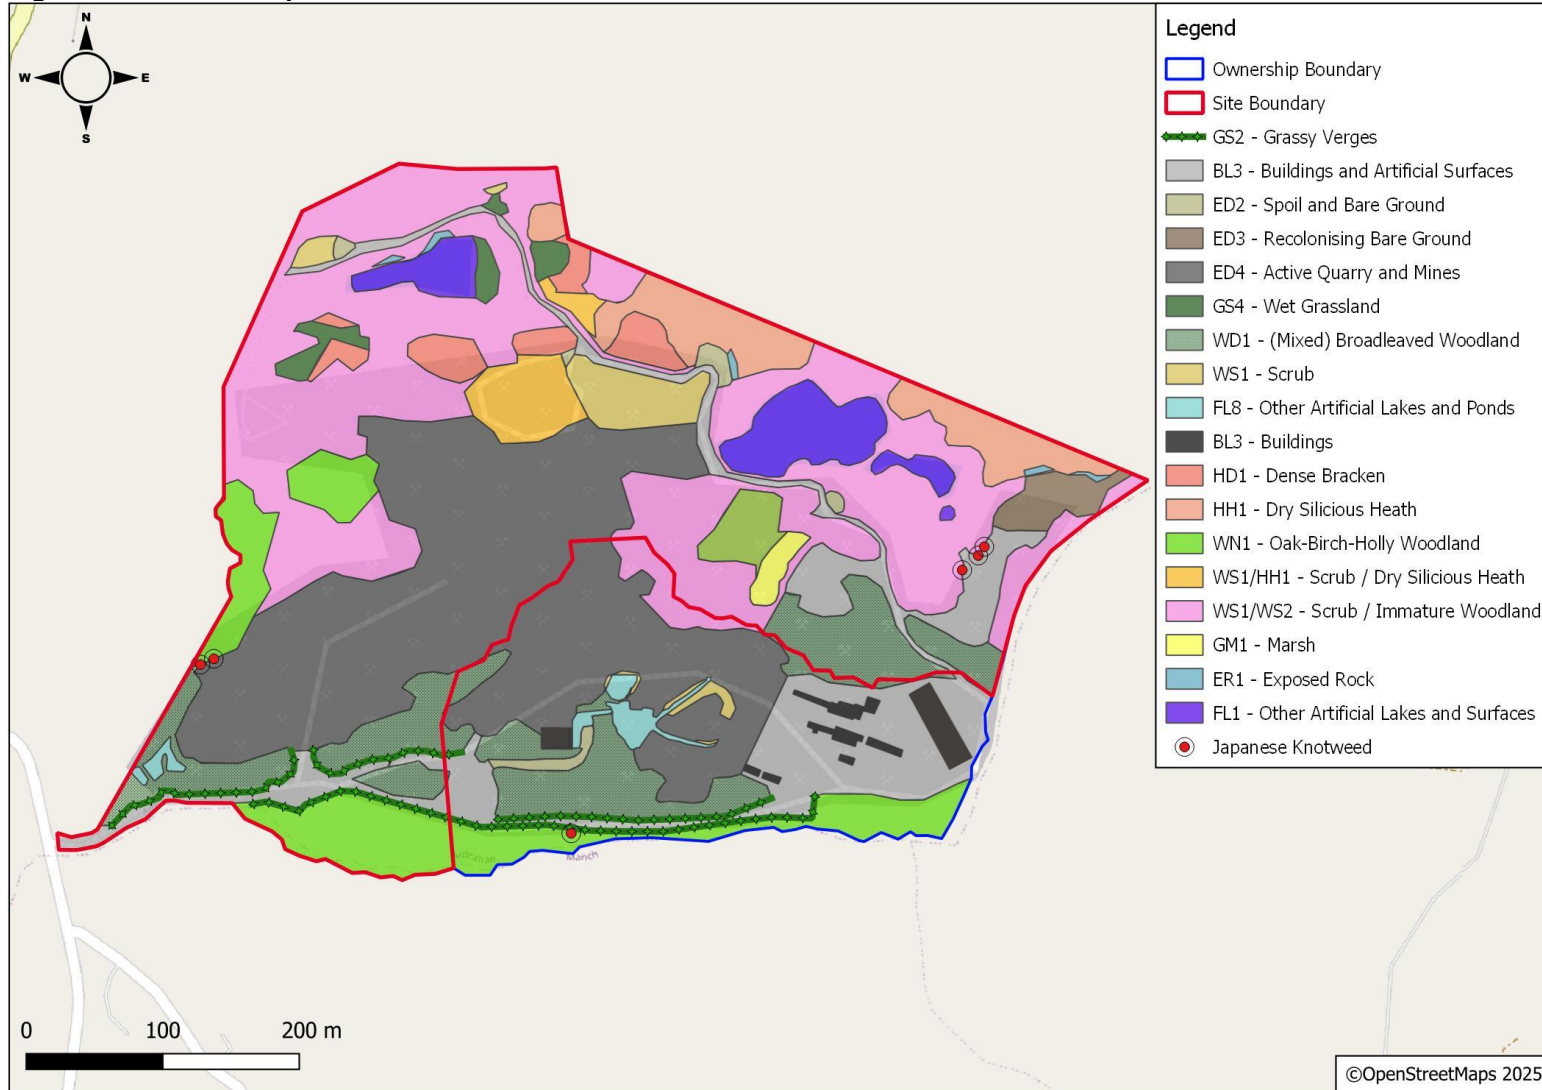 N
W
E
S
Legend
Ownership Boundary
Site Boundary
GS2 - Grassy Verges
BL3 - Buildings and Artificial Surfaces
ED2 - Spoil and Bare Ground
ED3 - Recolonising Bare Ground
ED4 - Active Quarry and Mines
GS4 - Wet Grassland
WD1 - (Mixed) Broadleaved Woodland
WS1 - Scrub
FL8 - Other Artificial Lakes and Ponds
BL3 - Buildings
HD1 - Dense Bracken
HH1 - Dry Silicious Heath
WN1 - Oak-Birch-Holly Woodland
WS1/HH1 - Scrub / Dry Silicious Heath
WS1/WS2 - Scrub / Immature Woodland
GM1 - Marsh
ER1 - Exposed Rock
FL1 - Other Artificial Lakes and Surfaces
Japanese Knotweed
Manch
0 100 200 m
©OpenStreetMaps 2025